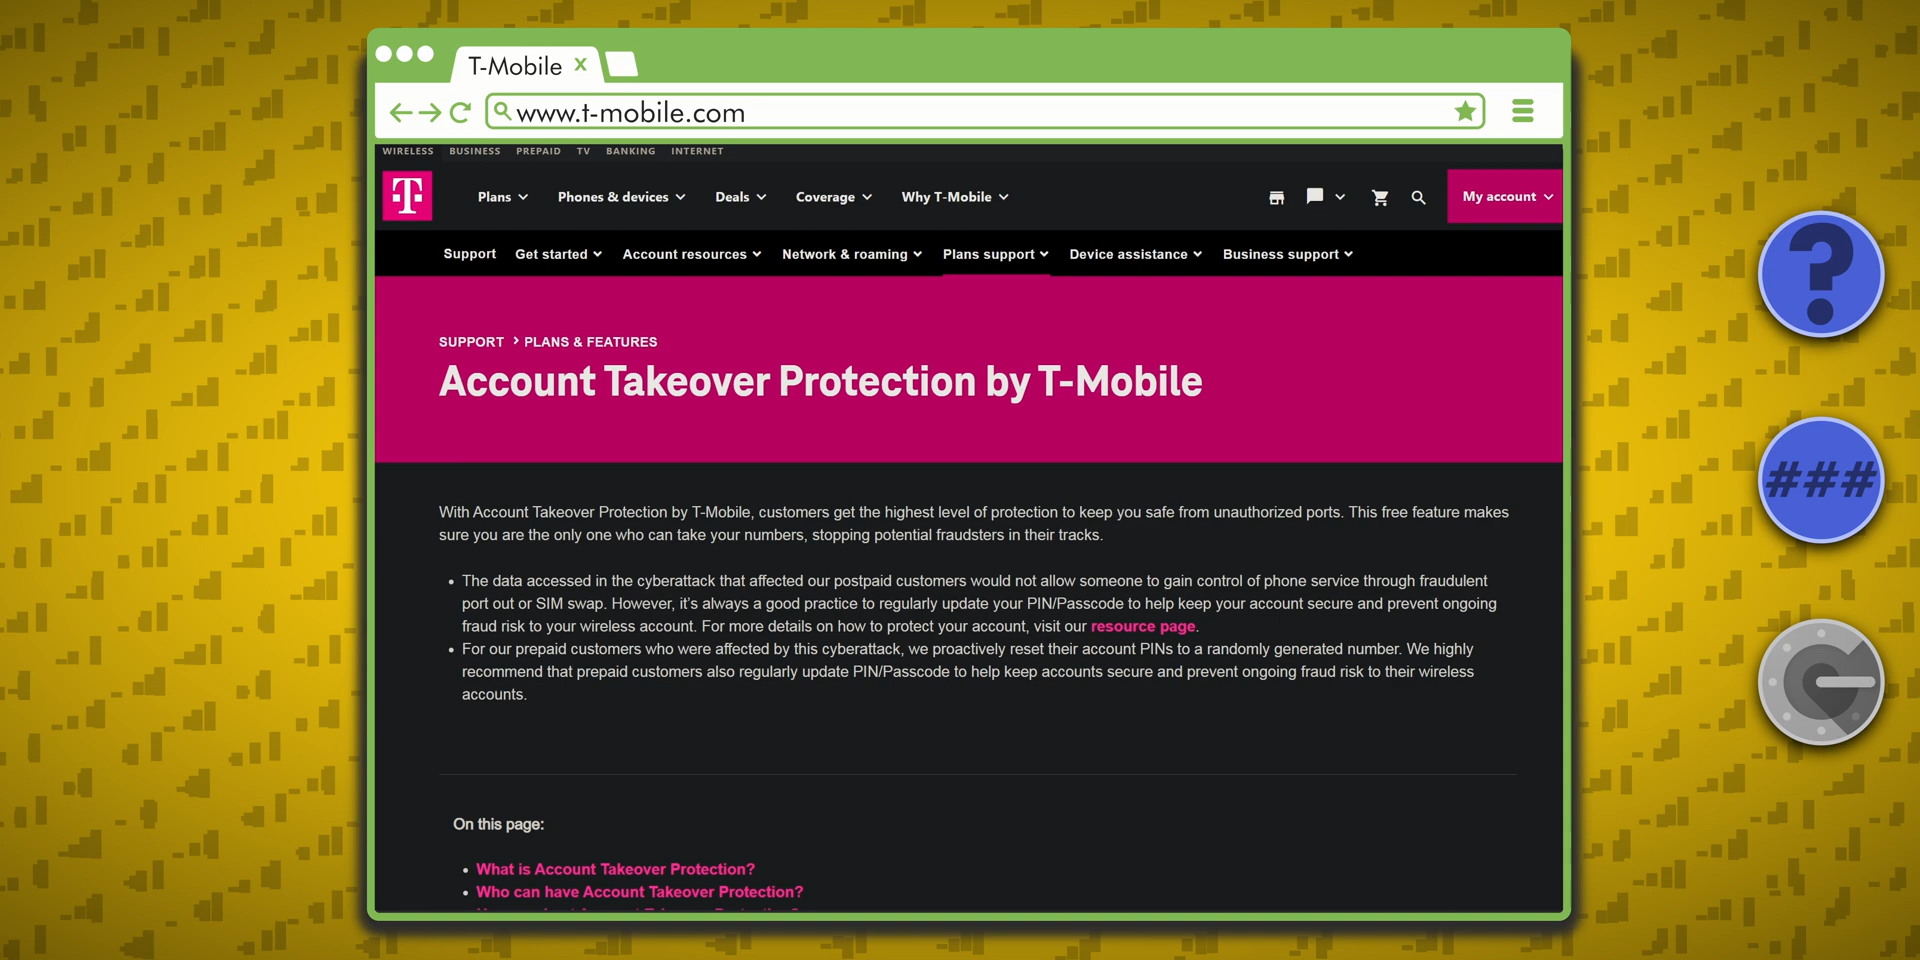 T-Mobile x
www.t-mobile.com
WIRELESS BUSINESS PREPAID TV BANKING INTERNET
T Plans Phones & devices Deals Coverage Why T-Mobile My account
Support Get started Account resources Network & roaming Plans support Device assistance Business support
SUPPORT > PLANS & FEATURES
Account Takeover Protection by T-Mobile
With Account Takeover Protection by T-Mobile, customers get the highest level of protection to keep you safe from unauthorized ports. This free feature makes
sure you are the only one who can take your numbers, stopping potential fraudsters in their tracks.
• The data accessed in the cyberattack that affected our postpaid customers would not allow someone to gain control of phone service through fraudulent
port out or SIM swap. However, it's always a good practice to regularly update your PIN/Passcode to help keep your account secure and prevent ongoing
fraud risk to your wireless account. For more details on how to protect your account, visit our resource page.
• For our prepaid customers who were affected by this cyberattack, we proactively reset their account PINs to a randomly generated number. We highly
recommend that prepaid customers also regularly update PIN/Passcode to help keep accounts secure and prevent ongoing fraud risk to their wireless
accounts.
On this page:
• What is Account Takeover Protection?
• Who can have Account Takeover Protection?
?
###